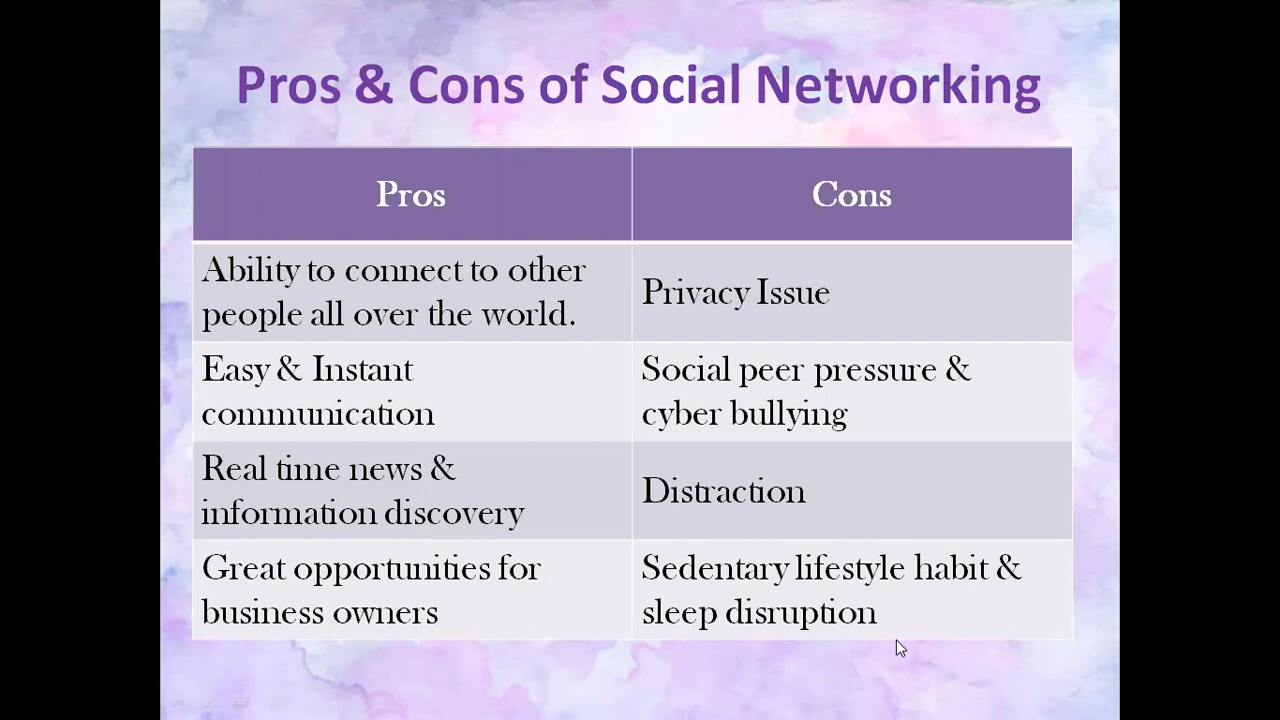 Pros & Cons of Social Networking
Pros
Cons
Ability to connect to other
people all over the world.
Privacy Issue
Easy & Instant
communication
Social peer pressure &
cyber bullying
Real time news &
information discovery
Distraction
Great opportunities for
business owners
Sedentary lifestyle habit &
sleep disruption